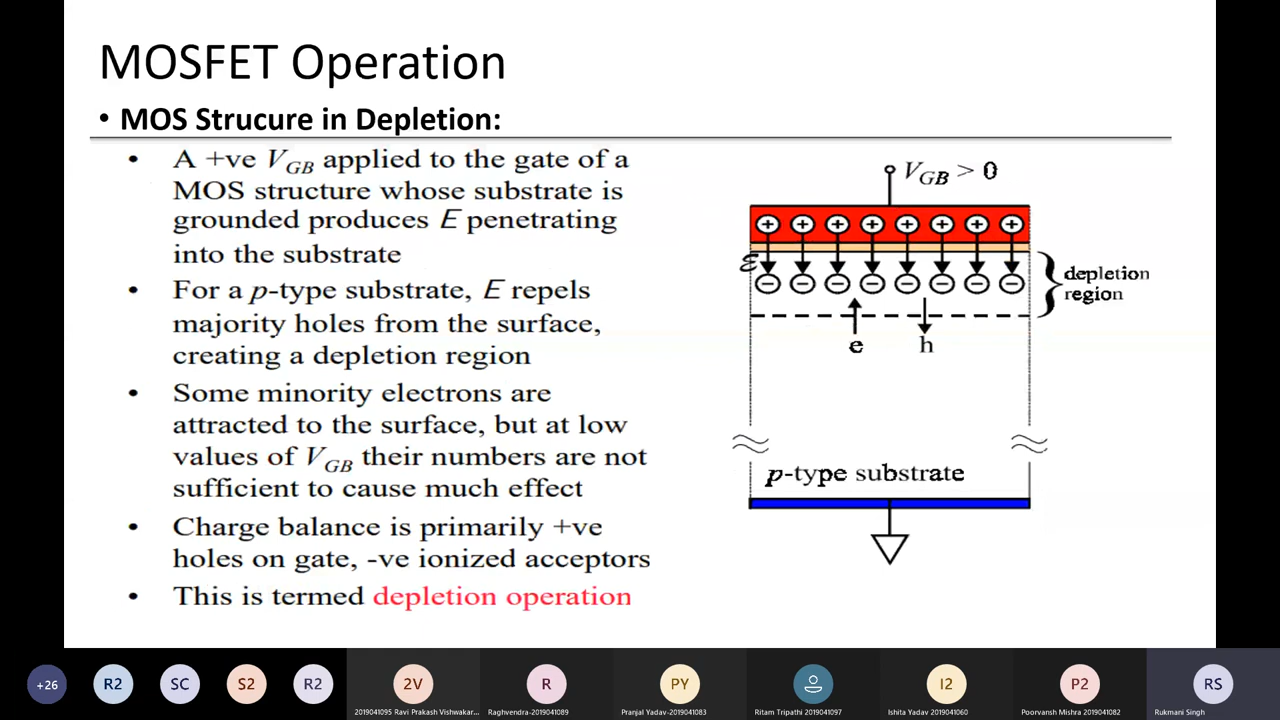 MOSFET Operation
• MOS Strucure in Depletion:
• A +ve VGB applied to the gate of a
MOS structure whose substrate is
grounded produces E penetrating
into the substrate
• For a p-type substrate, E repels
majority holes from the surface,
creating a depletion region
• Some minority electrons are
attracted to the surface, but at low
values of VGB their numbers are not
sufficient to cause much effect
• Charge balance is primarily +ve
holes on gate, -ve ionized acceptors
• This is termed depletion operation
VGB > 0
+ + + + + + + +
ℰ
− − − − − − − −
depletion
region
e h
p-type substrate
+26 R2 SC S2 R2 2V R PY I2 P2 RS
2019041095 Ravi Prakash Vishwakar... Raghvendra-2019041089 Pranjal Yadav-2019041083 Ritam Tripathi 2019041097 Ishita Yadav 2019041060 Poorvansh Mishra 2019041082 Rukmani Singh